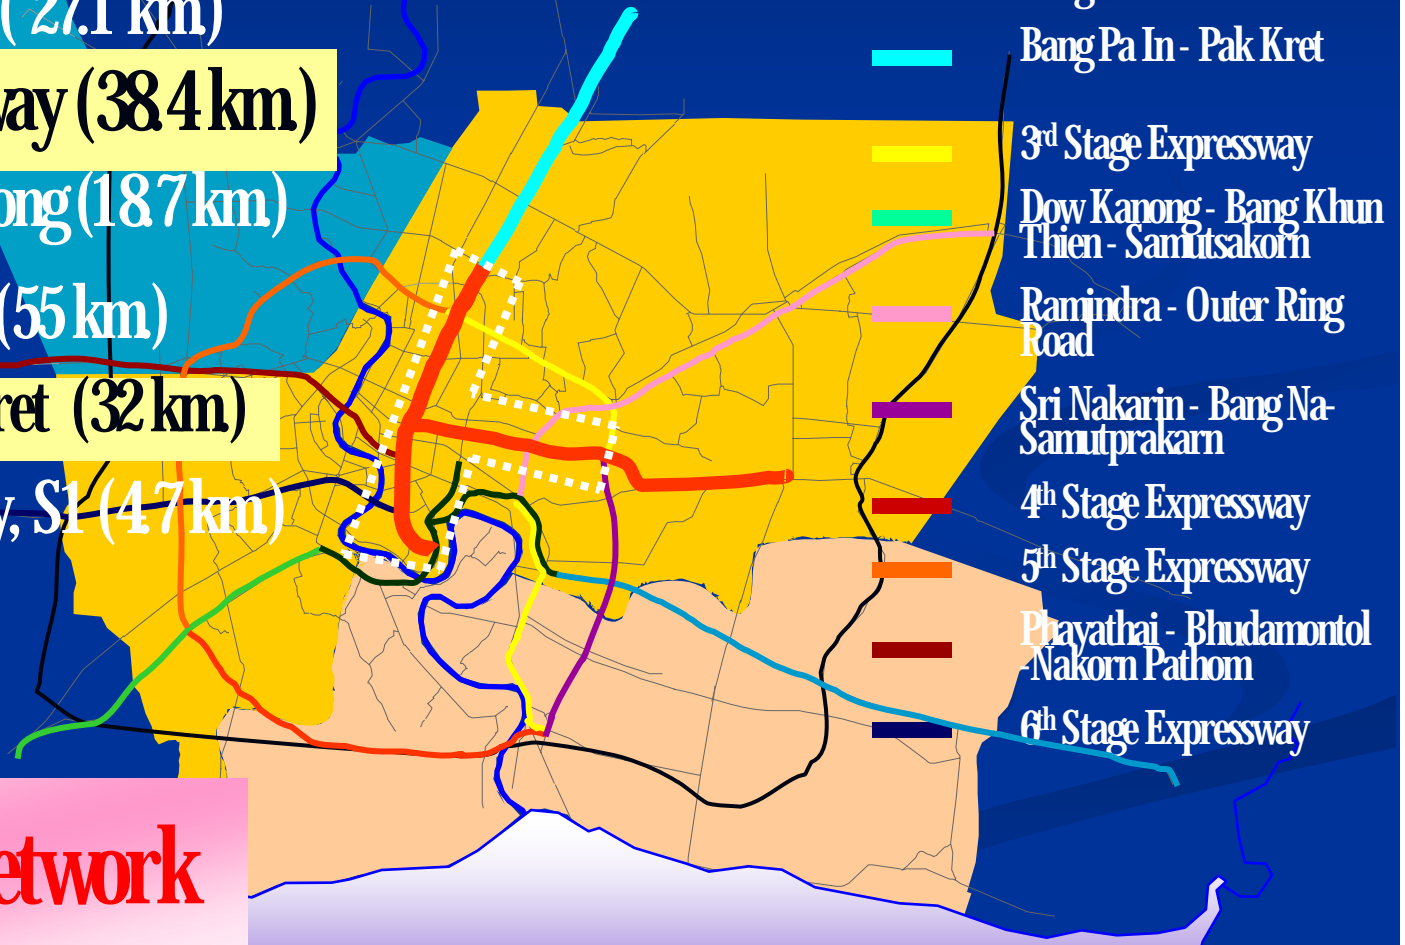 ( 27.1 km.)
way (38.4 km.)
ong (18.7 km.)
(55 km.)
ret (32 km.)
y, S1 (4.7 km.)
etwork
Bang Pa In - Pak Kret
3rd Stage Expressway
Dow Kanong - Bang Khun
Thien - Samutsakorn
Ramindra - Outer Ring
Road
Sri Nakarin - Bang Na-
Samutprakarn
4th Stage Expressway
5th Stage Expressway
Phayathai - Bhudamontol
-Nakorn Pathom
6th Stage Expressway